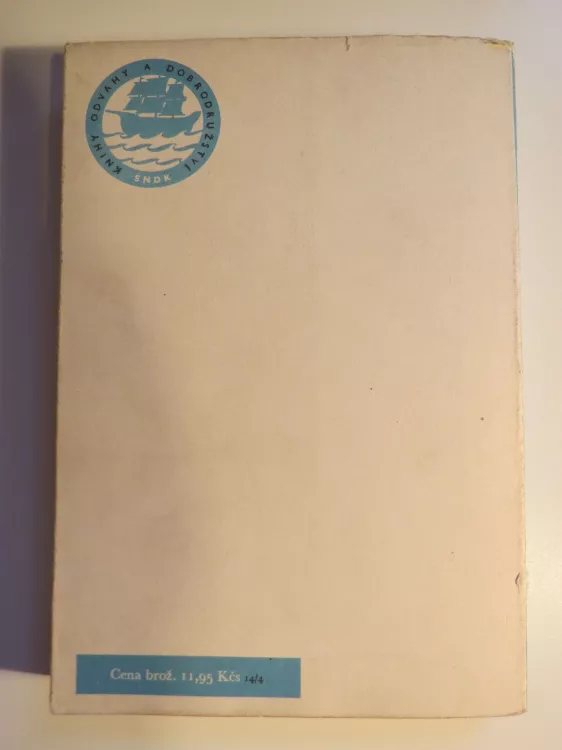 KNIHY ODVAHY A DOBRODRUŽSTVÍ
SNDK
Cena brož. 11,95 Kčs 14/4